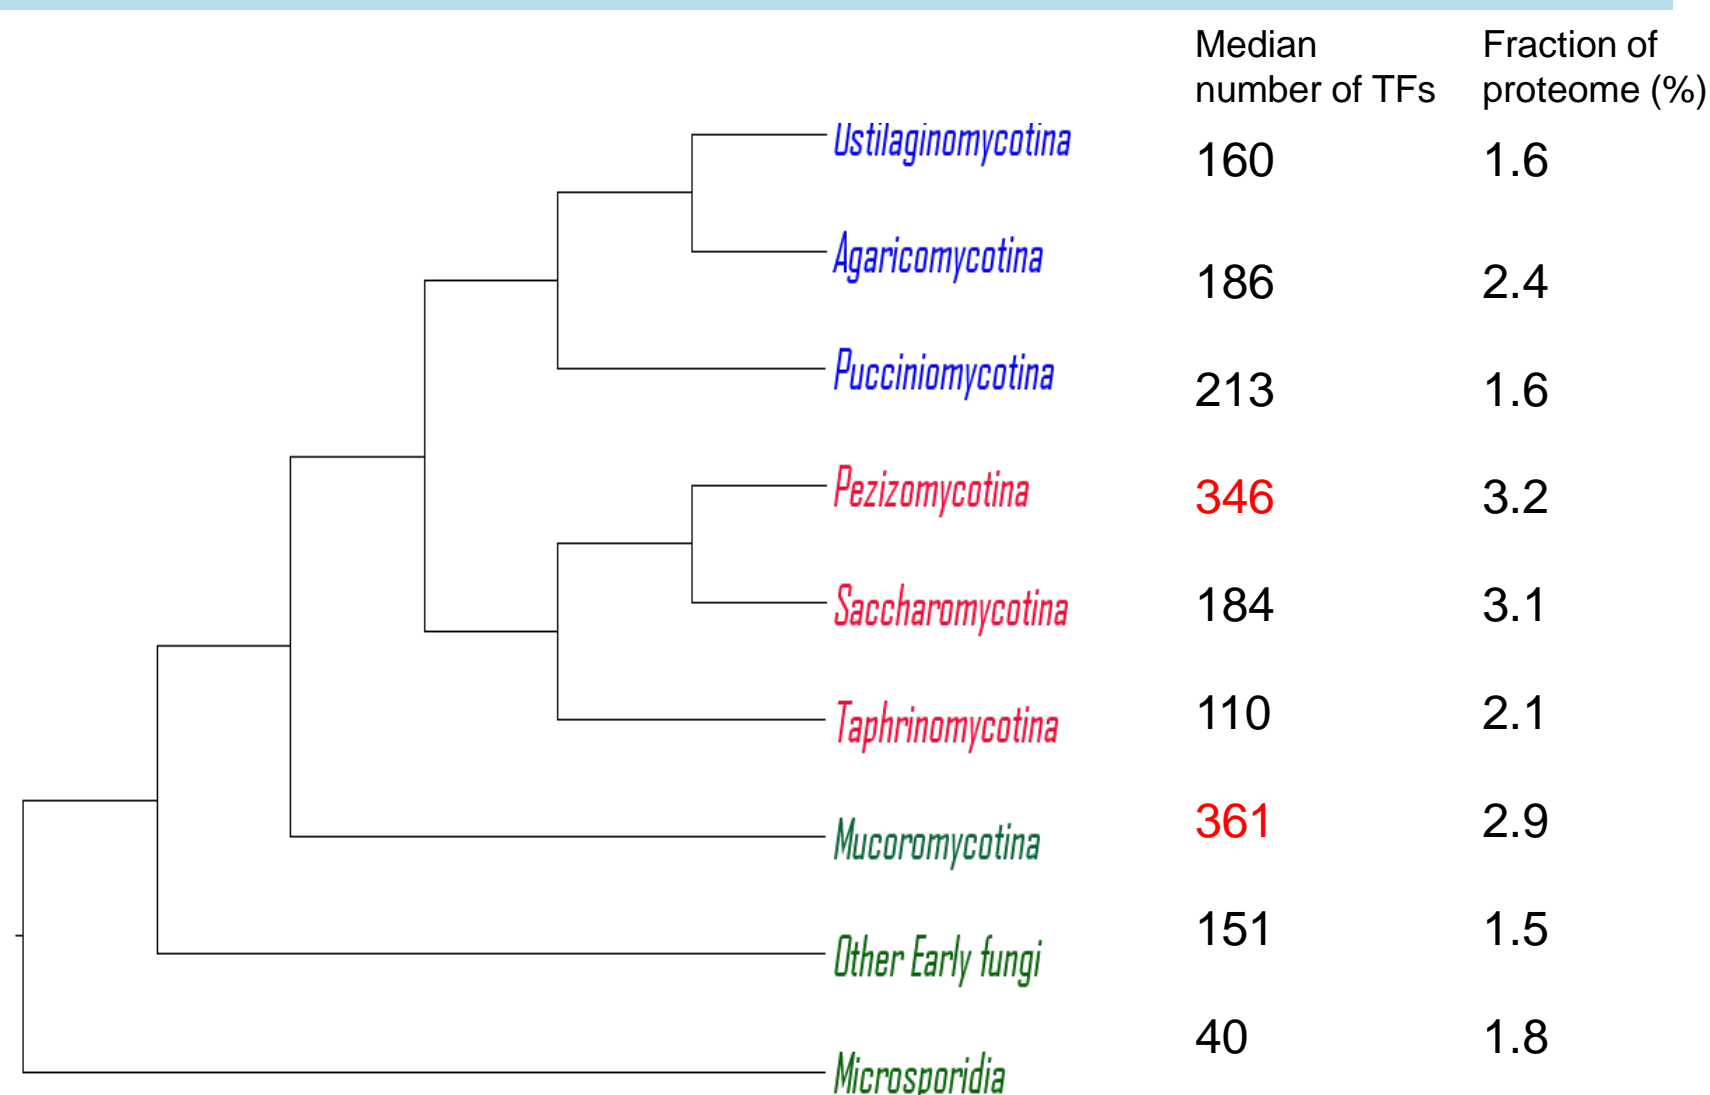 Median Fraction of
number of TFs proteome (%)
Ustilaginomycotina 160 1.6
Agaricomycotina 186 2.4
Pucciniomycotina 213 1.6
Pezizomycotina 346 3.2
Saccharomycotina 184 3.1
Taphrinomycotina 110 2.1
Mucoromycotina 361 2.9
Other Early fungi 151 1.5
Microsporidia 40 1.8